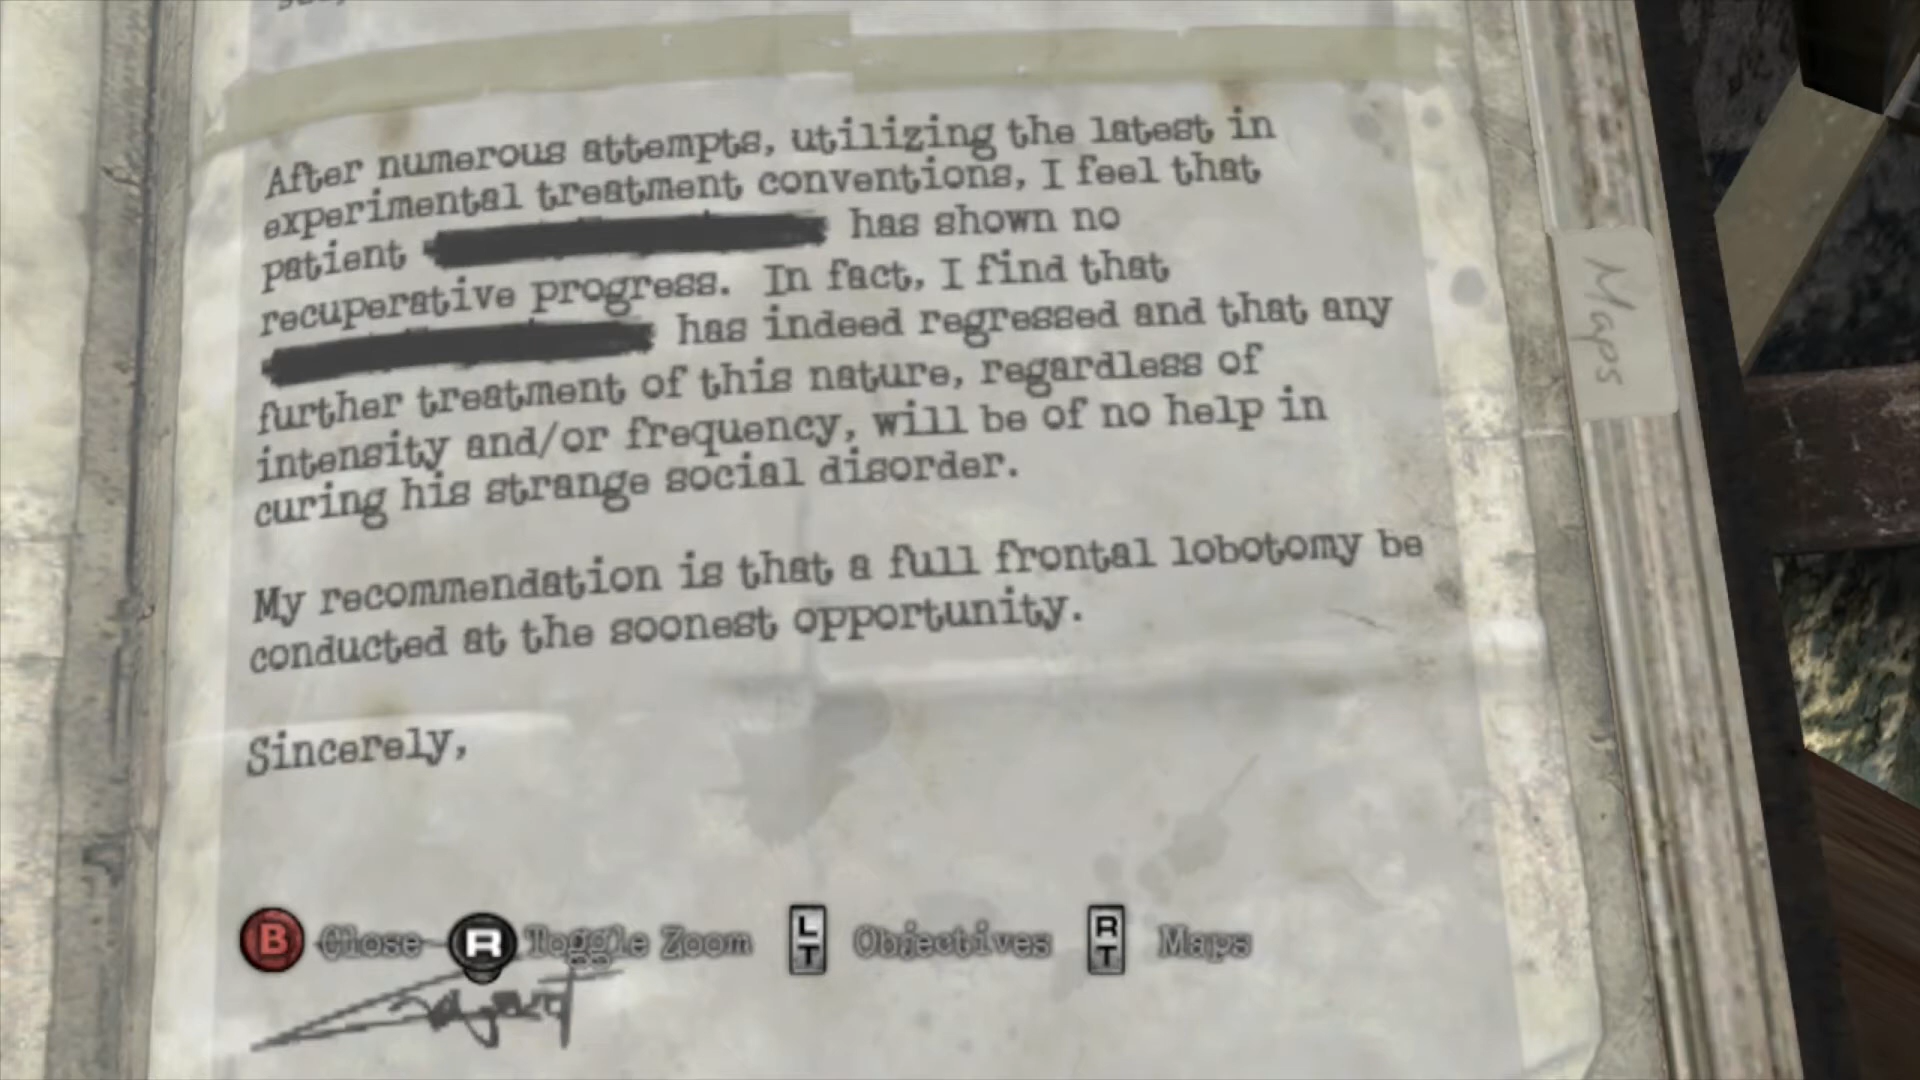 After numerous attempts, utilizing the latest in
experimental treatment conventions, I feel that
patient has shown no
recuperative progress. In fact, I find that
has indeed regressed and that any
further treatment of this nature, regardless of
intensity and/or frequency, will be of no help in
curing his strange social disorder.
My recommendation is that a full frontal lobotomy be
conducted at the soonest opportunity.
Sincerely,
B Close R Toggle Zoom LT Objectives RT Maps
Maps